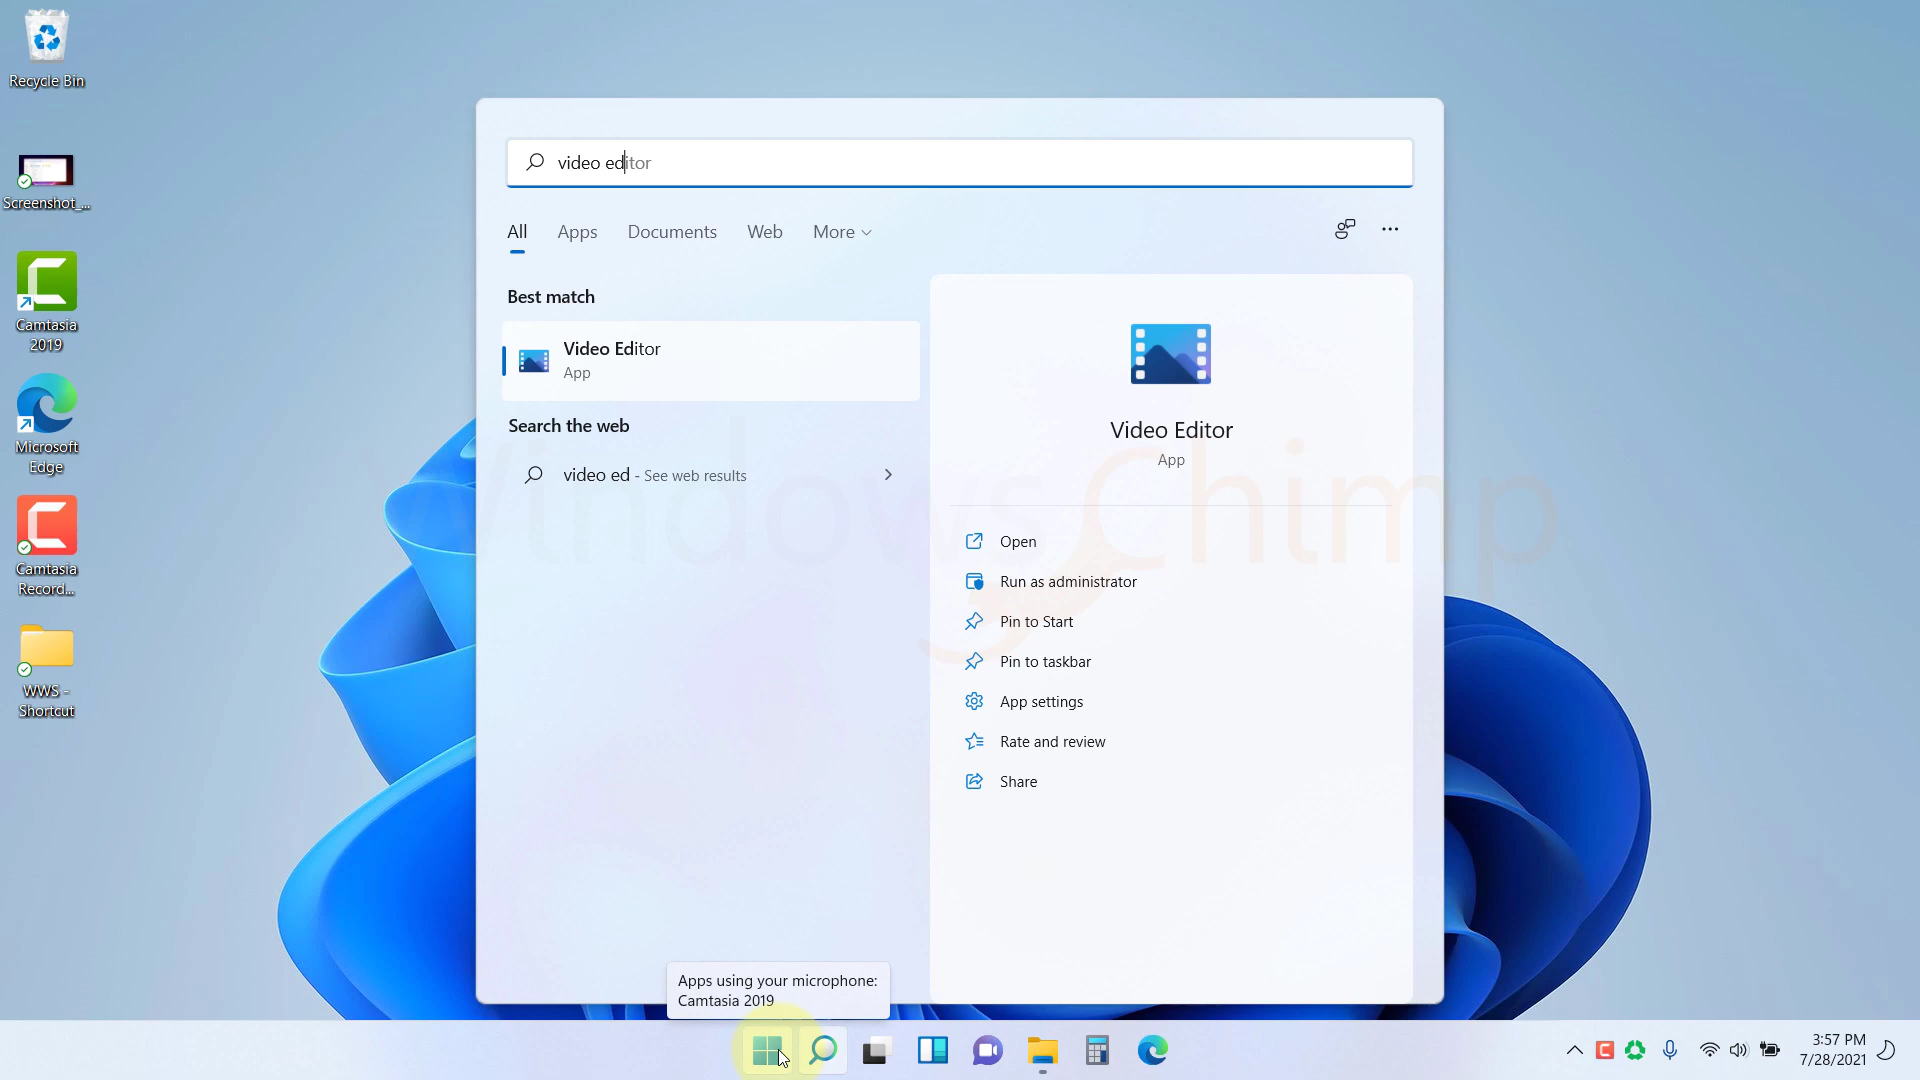 Recycle Bin
Screenshot_...
Camtasia
2019
Microsoft
Edge
Camtasia
Record...
WWS -
Shortcut
video editor
All Apps Documents Web More
Best match
Video Editor
App
Search the web
video ed - See web results
Video Editor
App
Open
Run as administrator
Pin to Start
Pin to taskbar
App settings
Rate and review
Share
Windows Chimp
Apps using your microphone:
Camtasia 2019
3:57 PM
7/28/2021